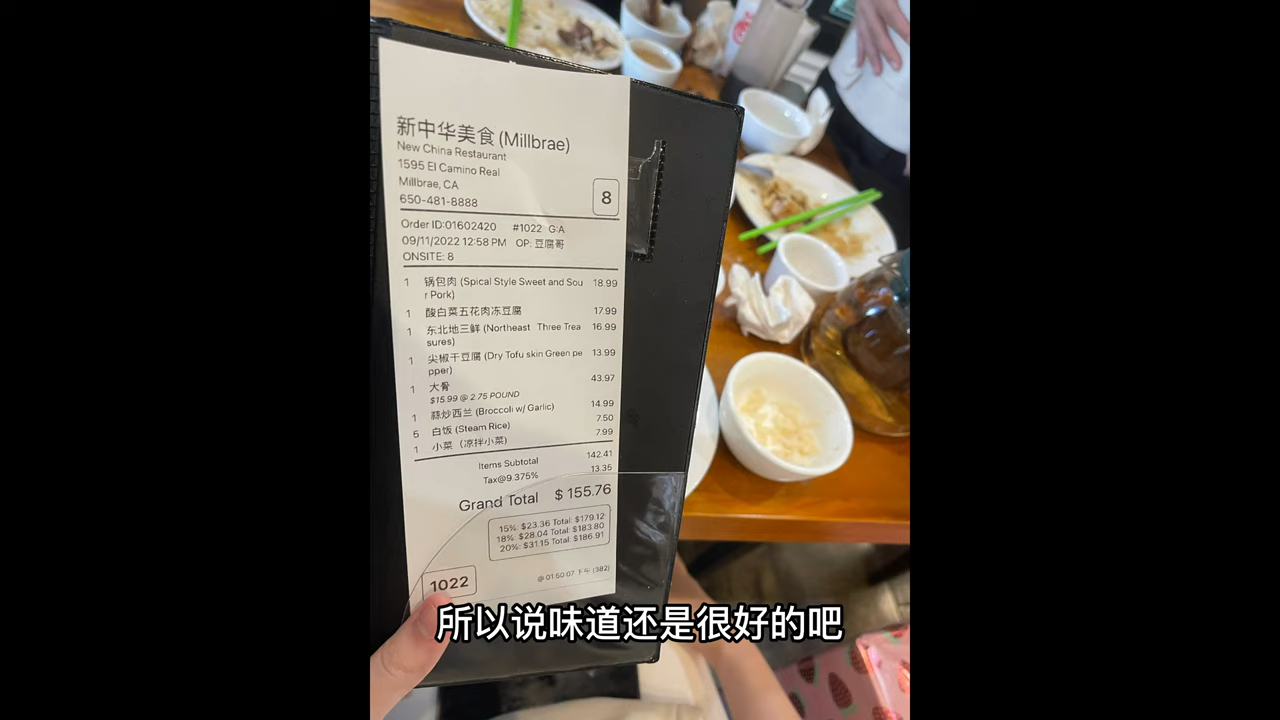 新中华美食 (Millbrae)
New China Restaurant
1595 El Camino Real
Millbrae, CA
650-481-8888
8
Order ID:01602420 #1022 G:A
09/11/2022 12:58 PM OP: 豆腐哥
ONSITE: 8
1 锅包肉 (Spical Style Sweet and Sou 18.99
r Pork)
1 酸白菜五花肉冻豆腐 17.99
1 东北地三鲜 (Northeast Three Trea 16.99
sures)
1 尖椒干豆腐 (Dry Tofu skin Green pe 13.99
pper)
1 大骨 43.97
$15.99 @ 2.75 POUND
1 蒜炒西兰 (Broccoli w/ Garlic) 14.99
5 白饭 (Steam Rice) 7.50
1 小菜（凉拌小菜) 7.99
Items Subtotal 142.41
Tax@9.375% 13.35
Grand Total $ 155.76
15%: $23.36 Total: $179.12
18%: $28.04 Total: $183.80
20%: $31.15 Total: $186.91
1022 @ 01:50:07 下午 (382)
所以说味道还是很好的吧